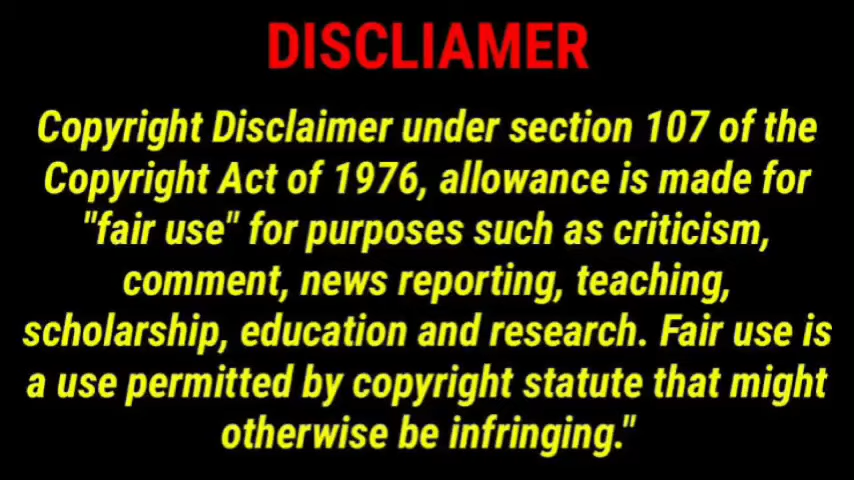 DISCLIAMER
Copyright Disclaimer under section 107 of the
Copyright Act of 1976, allowance is made for
"fair use" for purposes such as criticism,
comment, news reporting, teaching,
scholarship, education and research. Fair use is
a use permitted by copyright statute that might
otherwise be infringing."